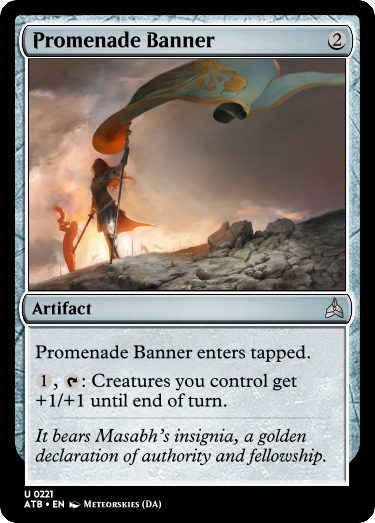 Promenade Banner 2
Artifact
Promenade Banner enters tapped.
1, : Creatures you control get
+1/+1 until end of turn.
It bears Masabh's insignia, a golden
declaration of authority and fellowship.
U 0221
ATB • EN Meteorskies (DA)